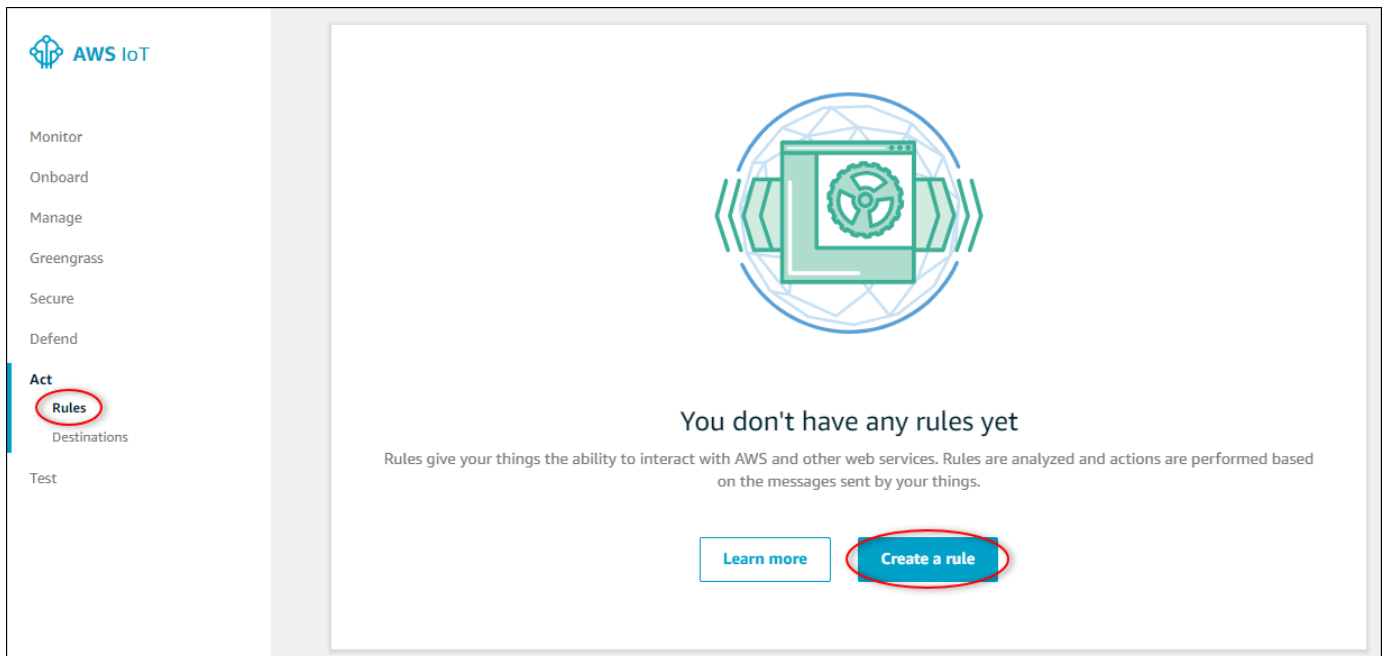 AWS IoT
Monitor
Onboard
Manage
Greengrass
Secure
Defend
Act
Rules
Destinations
Test
You don't have any rules yet
Rules give your things the ability to interact with AWS and other web services. Rules are analyzed and actions are performed based
on the messages sent by your things.
Learn more
Create a rule